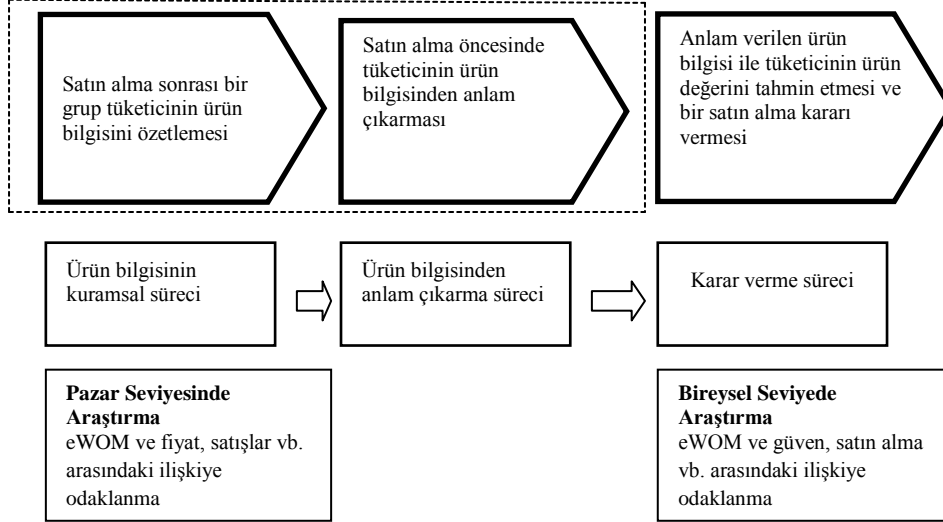 Satın alma sonrası bir
grup tüketicinin ürün
bilgisini özetlemesi
Satın alma öncesinde
tüketicinin ürün
bilgisinden anlam
çıkarması
Anlam verilen ürün
bilgisi ile tüketicinin ürün
değerini tahmin etmesi ve
bir satın alma kararı
vermesi
Ürün bilgisinin
kuramsal süreci
Ürün bilgisinden
anlam çıkarma süreci
Karar verme süreci
Pazar Seviyesinde
Araştırma
eWOM ve fiyat, satışlar vb.
arasındaki ilişkiye
odaklanma
Bireysel Seviyede
Araştırma
eWOM ve güven, satın alma
vb. arasındaki ilişkiye
odaklanma